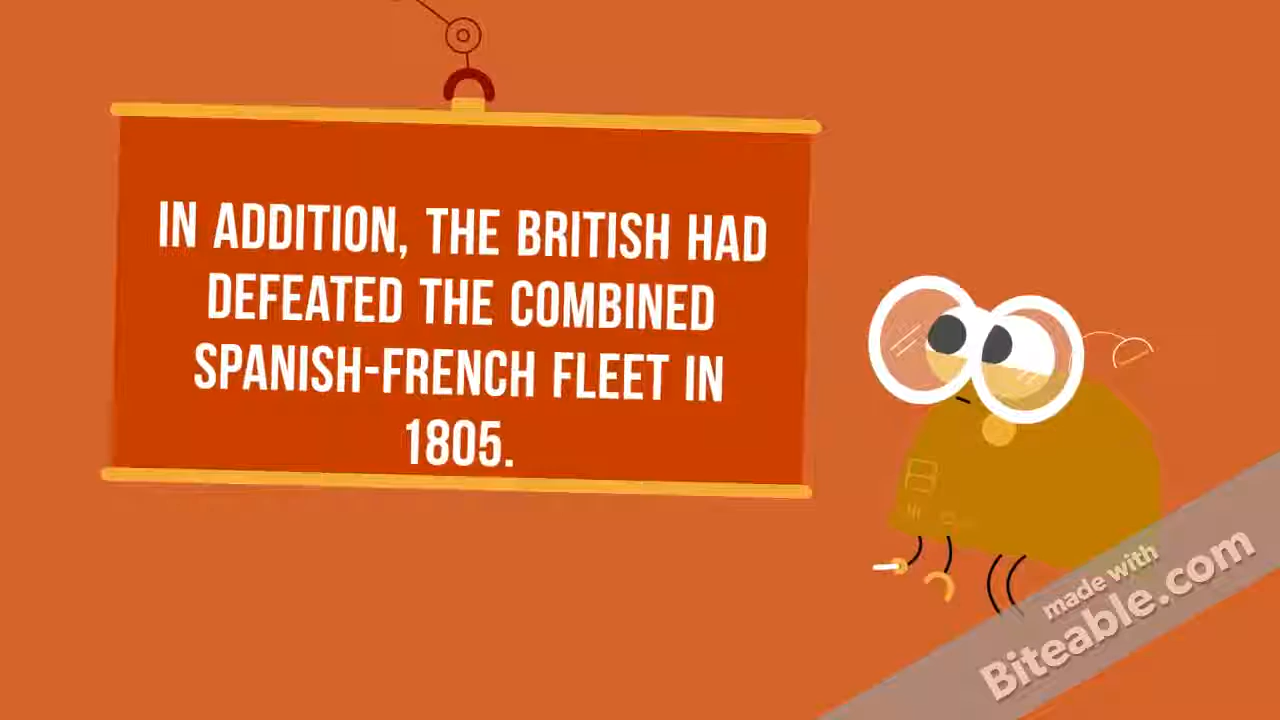 IN ADDITION, THE BRITISH HAD
DEFEATED THE COMBINED
SPANISH-FRENCH FLEET IN
1805.
made with
Biteable.com